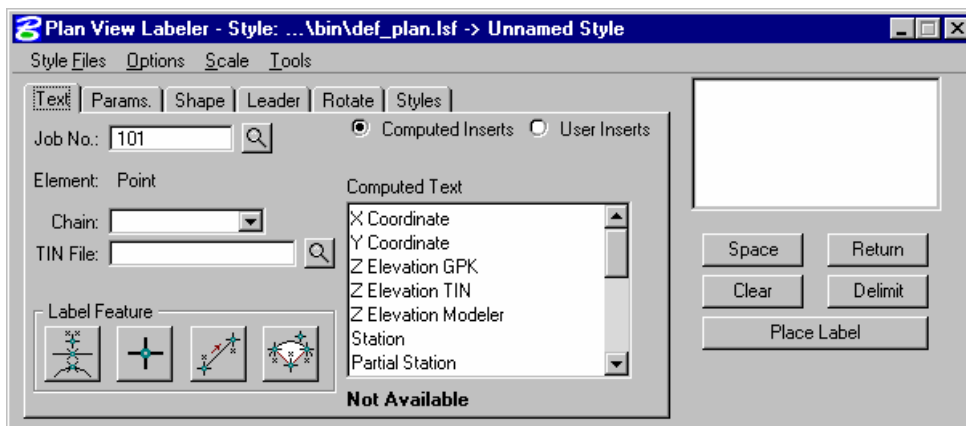 Plan View Labeler - Style: ...\bin\def_plan.lsf -> Unnamed Style
Style Files Options Scale Tools
Text Params. Shape Leader Rotate Styles
Job No.: 101
Computed Inserts User Inserts
Element: Point
Chain:
TIN File:
Label Feature
Computed Text
X Coordinate
Y Coordinate
Z Elevation GPK
Z Elevation TIN
Z Elevation Modeler
Station
Partial Station
Not Available
Space Return
Clear Delimit
Place Label